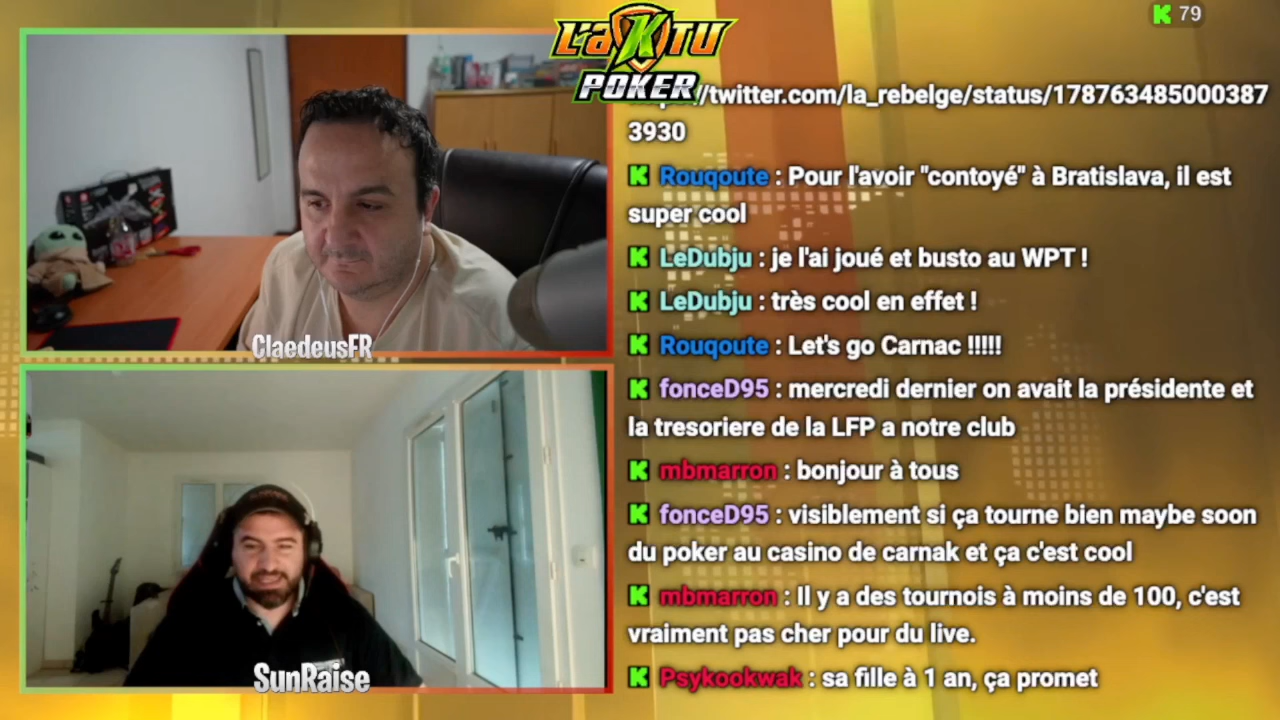 L'aKTU
POKER
79
/twitter.com/la_rebelge/status/178763485000387
3930
Rouqoute : Pour l'avoir "contoyé" à Bratislava, il est
super cool
LeDubju : je l'ai joué et busto au WPT !
LeDubju : très cool en effet !
Rouqoute : Let's go Carnac !!!!!
fonceD95 : mercredi dernier on avait la présidente et
la tresoriere de la LFP a notre club
mbmarron : bonjour à tous
fonceD95 : visiblement si ça tourne bien maybe soon
du poker au casino de carnak et ça c'est cool
mbmarron : Il y a des tournois à moins de 100, c'est
vraiment pas cher pour du live.
Psykookwak : sa fille à 1 an, ça promet
ClaedeusFR
SunRaise